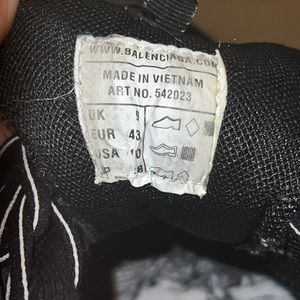 WWW.BALENCIAGA.COM
MADE IN VIETNAM
ART NO. 542023
UK 9
EUR 43
USA 10